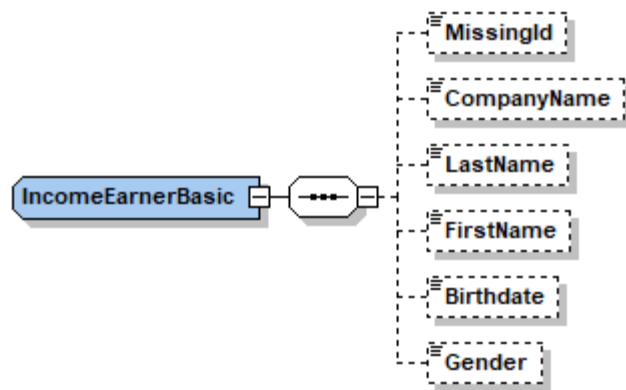 MissingId
CompanyName
LastName
IncomeEarnerBasic
FirstName
Birthdate
Gender